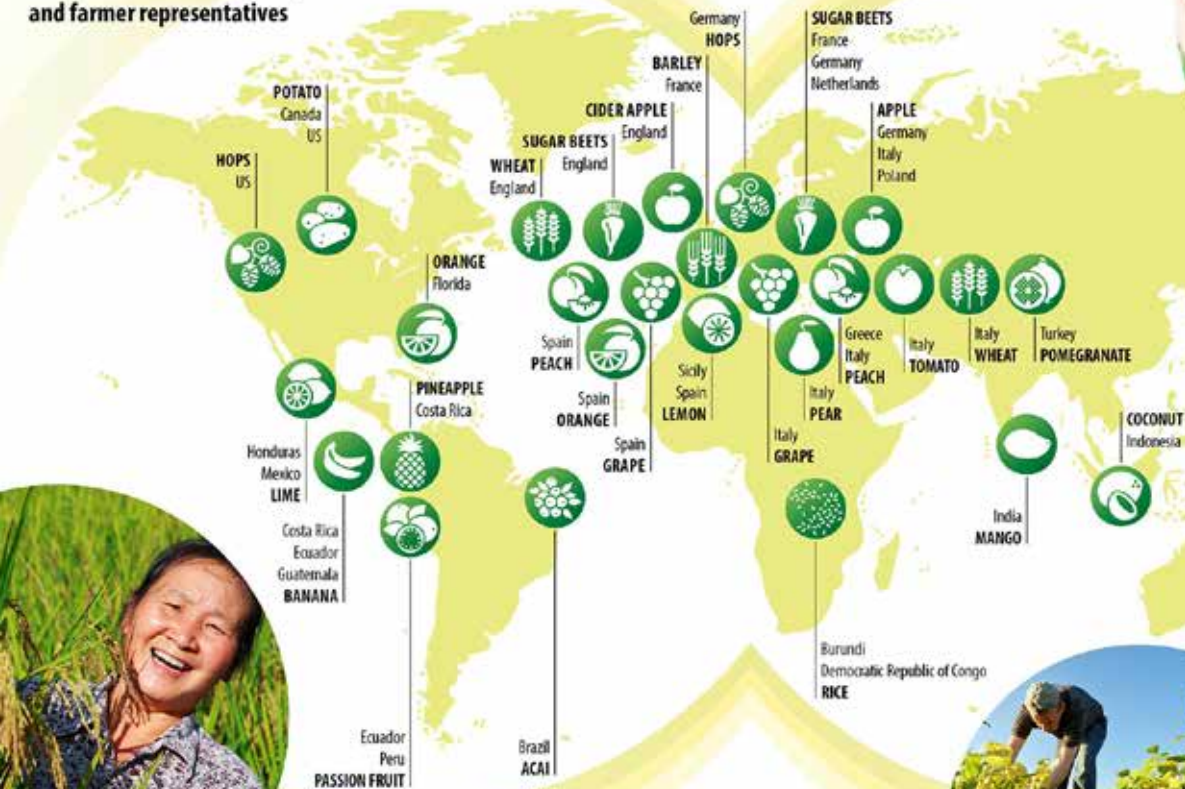 and farmer representatives
Germany
HOPS
SUGAR BEETS
France
Germany
Netherlands
BARLEY
France
POTATO
Canada
US
CIDER APPLE
England
APPLE
Germany
Italy
Poland
SUGAR BEETS
England
HOPS
US
WHEAT
England
ORANGE
Florida
Spain
PEACH
Greece
Italy
PEACH
Italy
TOMATO
Italy
WHEAT
Turkey
POMEGRANATE
Sicily
Spain
LEMON
PINEAPPLE
Costa Rica
Spain
ORANGE
Italy
PEAR
COCONUT
Indonesia
Spain
GRAPE
Italy
GRAPE
Honduras
Mexico
LIME
India
MANGO
Costa Rica
Ecuador
Guatemala
BANANA
Burundi
Democratic Republic of Congo
RICE
Ecuador
Peru
PASSION FRUIT
Brazil
ACAI